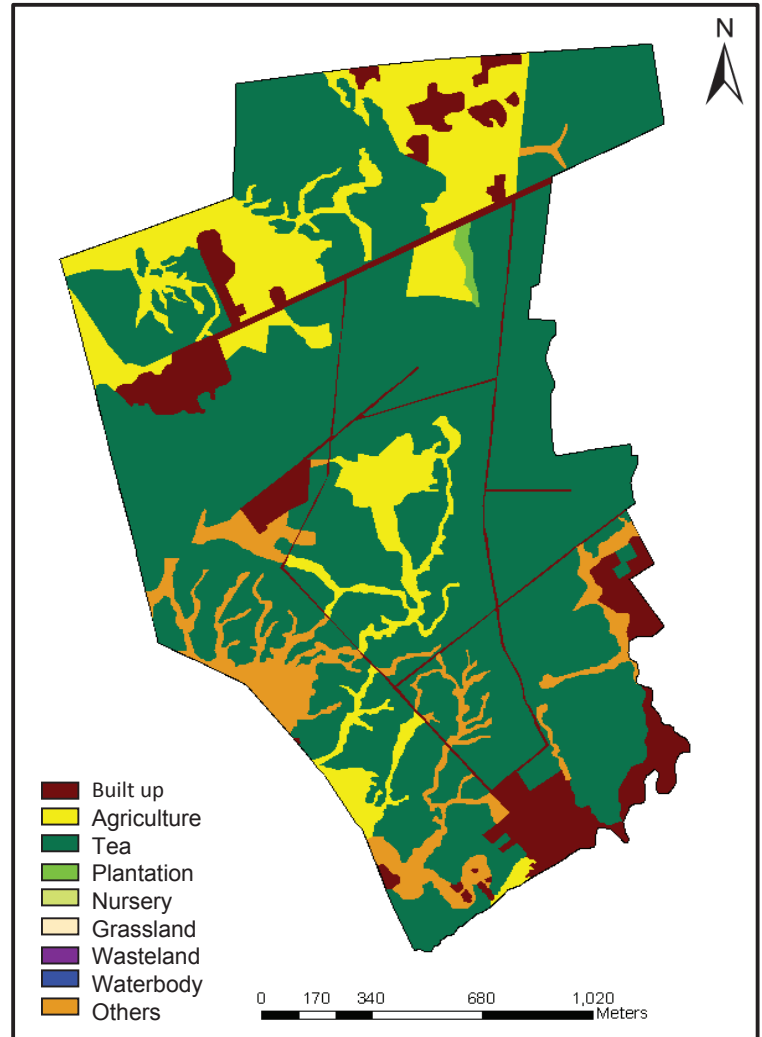 N
Built up
Agriculture
Tea
Plantation
Nursery
Grassland
Wasteland
Waterbody
Others
0 170 340 680 1,020
Meters